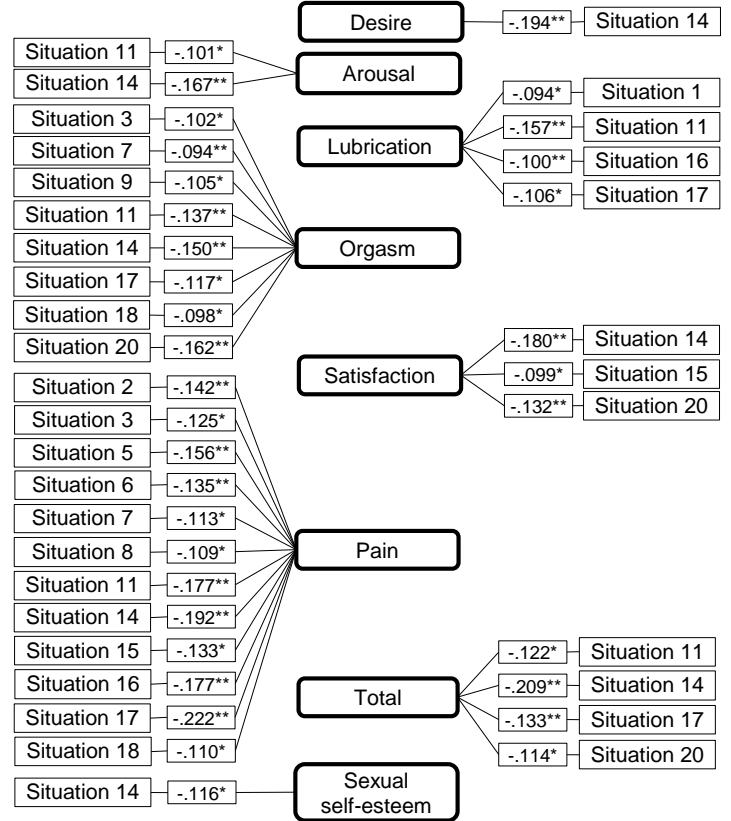 Desire
-.194**
Situation 14
Situation 11
-.101*
Situation 14
-.167**
Arousal
Lubrication
-.094*
Situation 1
-.157**
Situation 11
-.100**
Situation 16
-.106*
Situation 17
Situation 3
-.102*
Situation 7
-.094**
Situation 9
-.105*
Situation 11
-.137**
Situation 14
-.150**
Situation 17
-.117*
Situation 18
-.098*
Situation 20
-.162**
Orgasm
Satisfaction
-.180**
Situation 14
-.099*
Situation 15
-.132**
Situation 20
Situation 2
-.142**
Situation 3
-.125*
Situation 5
-.156**
Situation 6
-.135**
Situation 7
-.113*
Situation 8
-.109*
Situation 11
-.177**
Situation 14
-.192**
Situation 15
-.133*
Situation 16
-.177**
Situation 17
-.222**
Situation 18
-.110*
Pain
Total
-.122*
Situation 11
-.209**
Situation 14
-.133**
Situation 17
-.114*
Situation 20
Situation 14
-.116*
Sexual
self-esteem